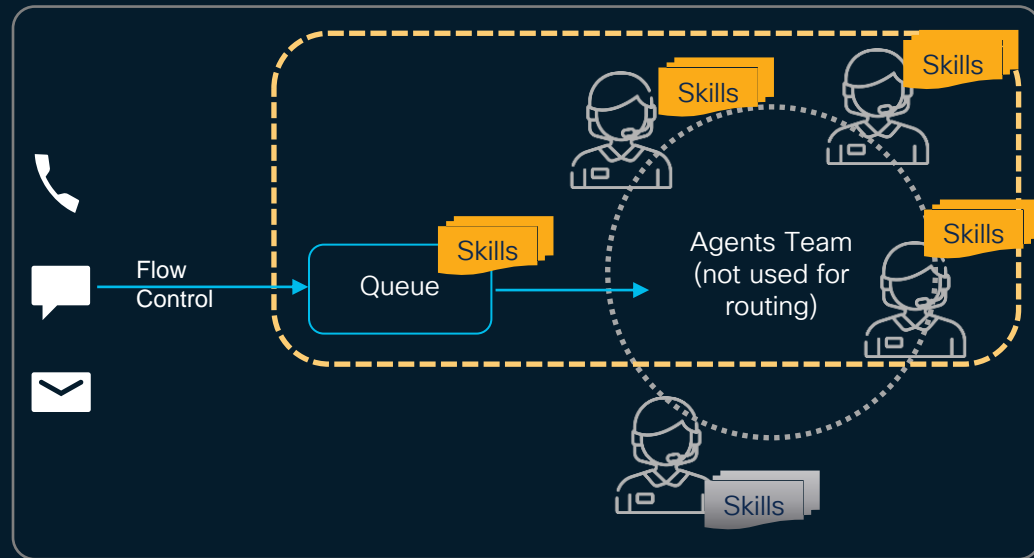 Skills
Skills
Skills
Skills
Flow
Control
Queue
Agents Team
(not used for
routing)
Skills